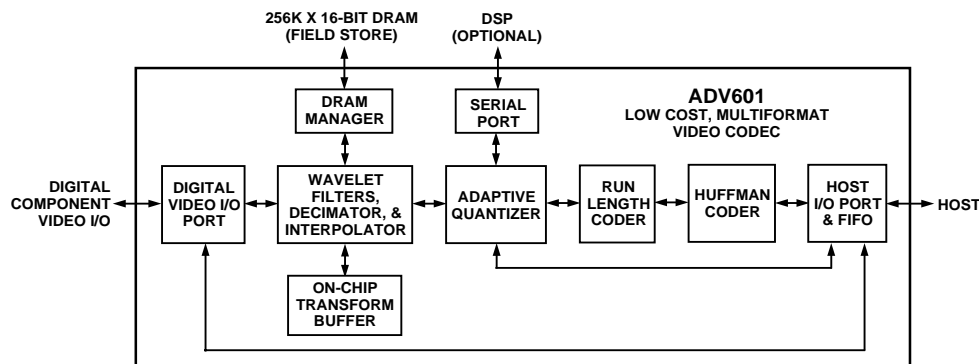 256K X 16-BIT DRAM
(FIELD STORE)
DSP
(OPTIONAL)
DRAM
MANAGER
SERIAL
PORT
ADV601
LOW COST, MULTIFORMAT
VIDEO CODEC
DIGITAL
COMPONENT
VIDEO I/O
DIGITAL
VIDEO I/O
PORT
WAVELET
FILTERS,
DECIMATOR, &
INTERPOLATOR
ADAPTIVE
QUANTIZER
RUN
LENGTH
CODER
HUFFMAN
CODER
HOST
I/O PORT
& FIFO
HOST
ON-CHIP
TRANSFORM
BUFFER